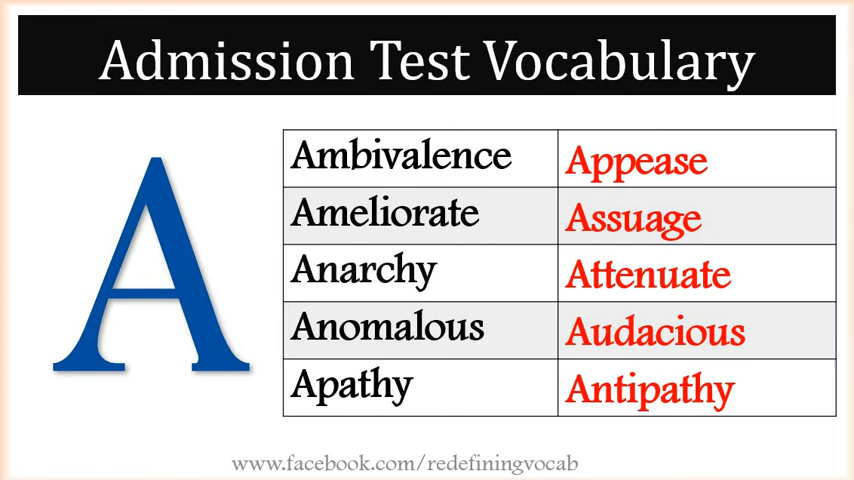 Admission Test Vocabulary
A
Ambivalence Appease
Ameliorate Assuage
Anarchy Attenuate
Anomalous Audacious
Apathy Antipathy
www.facebook.com/redefiningvocab